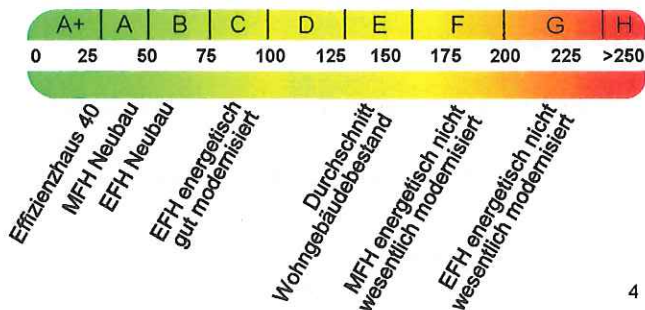 A+ A B C D E F G H
0 25 50 75 100 125 150 175 200 225 >250
Effizienzhaus 40
MFH Neubau
EFH Neubau
EFH energetisch
gut modernisiert
Durchschnitt
Wohngebäudebestand
MFH energetisch nicht
wesentlich modernisiert
EFH energetisch nicht
wesentlich modernisiert
4